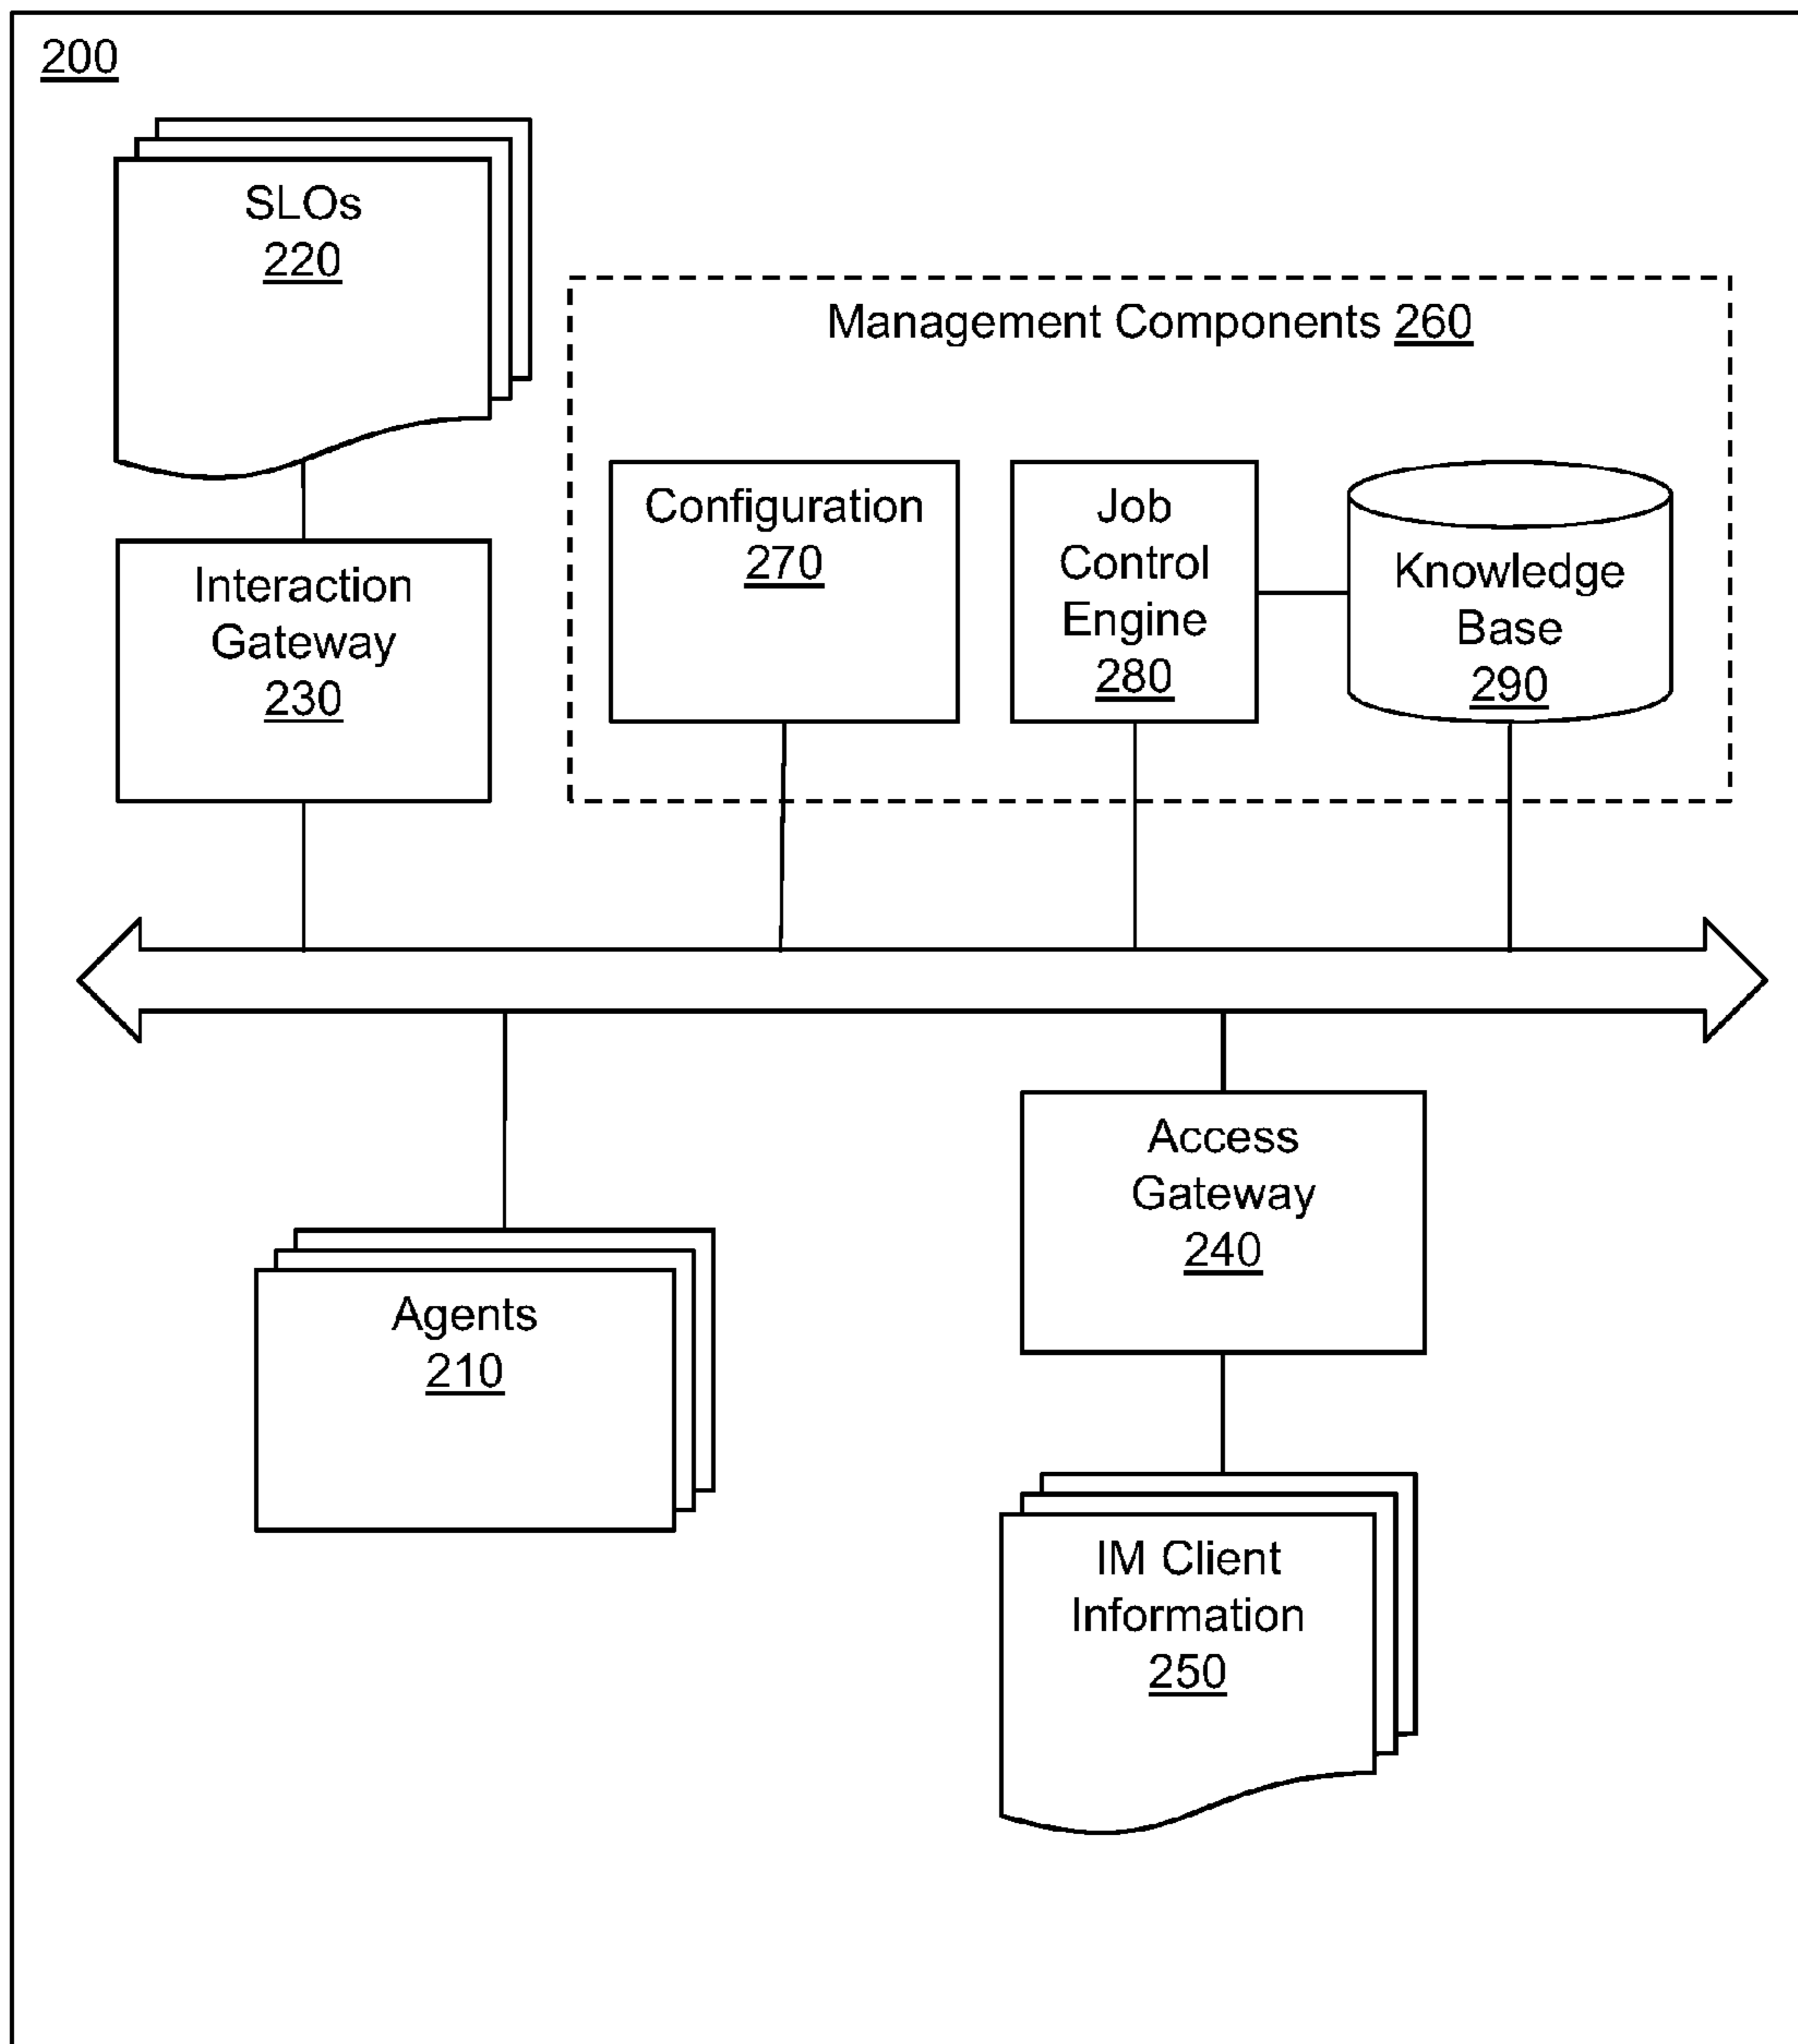 200
SLOs
220
Management Components 260
Interaction
Gateway
230
Configuration
270
Job
Control
Engine
280
Knowledge
Base
290
Agents
210
Access
Gateway
240
IM Client
Information
250